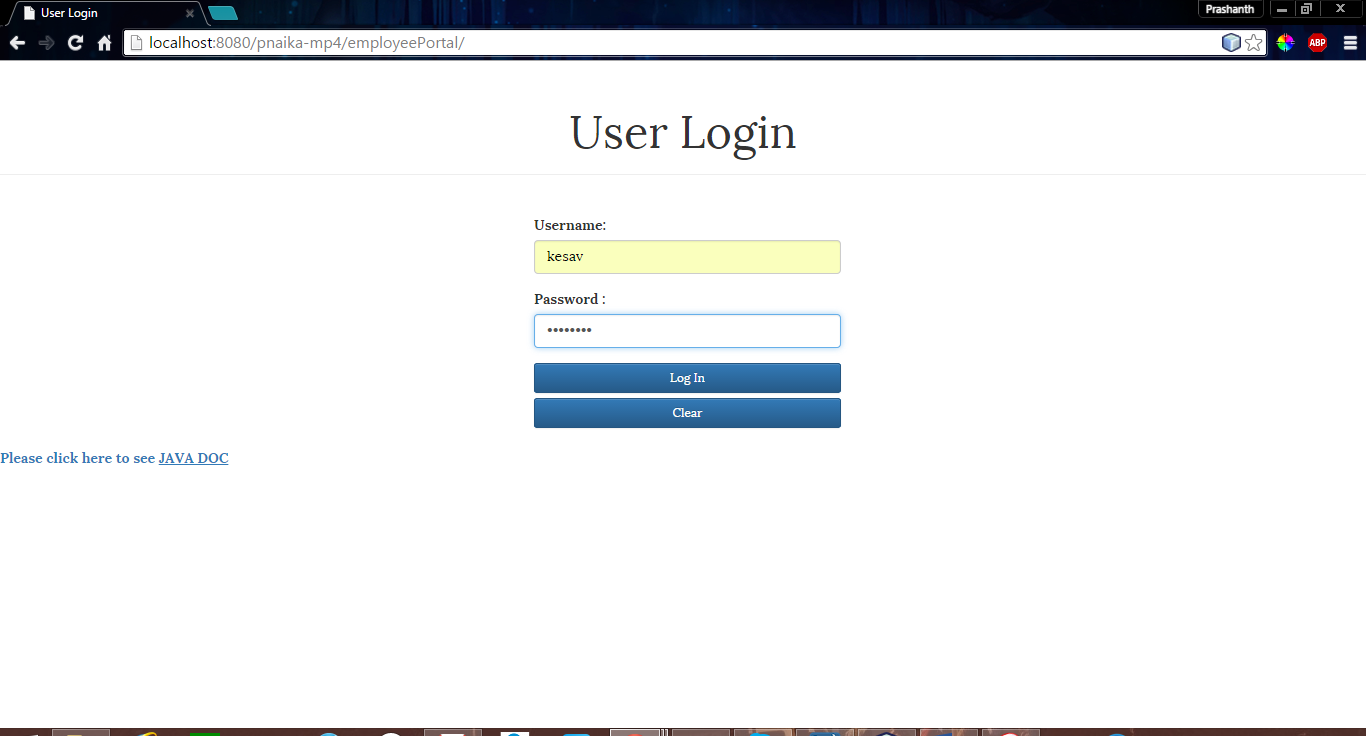 User Login
Prashanth
localhost:8080/pnaika-mp4/employeePortal/
ABP
User Login
Username:
kesav
Password :
••••••••
Log In
Clear
Please click here to see JAVA DOC